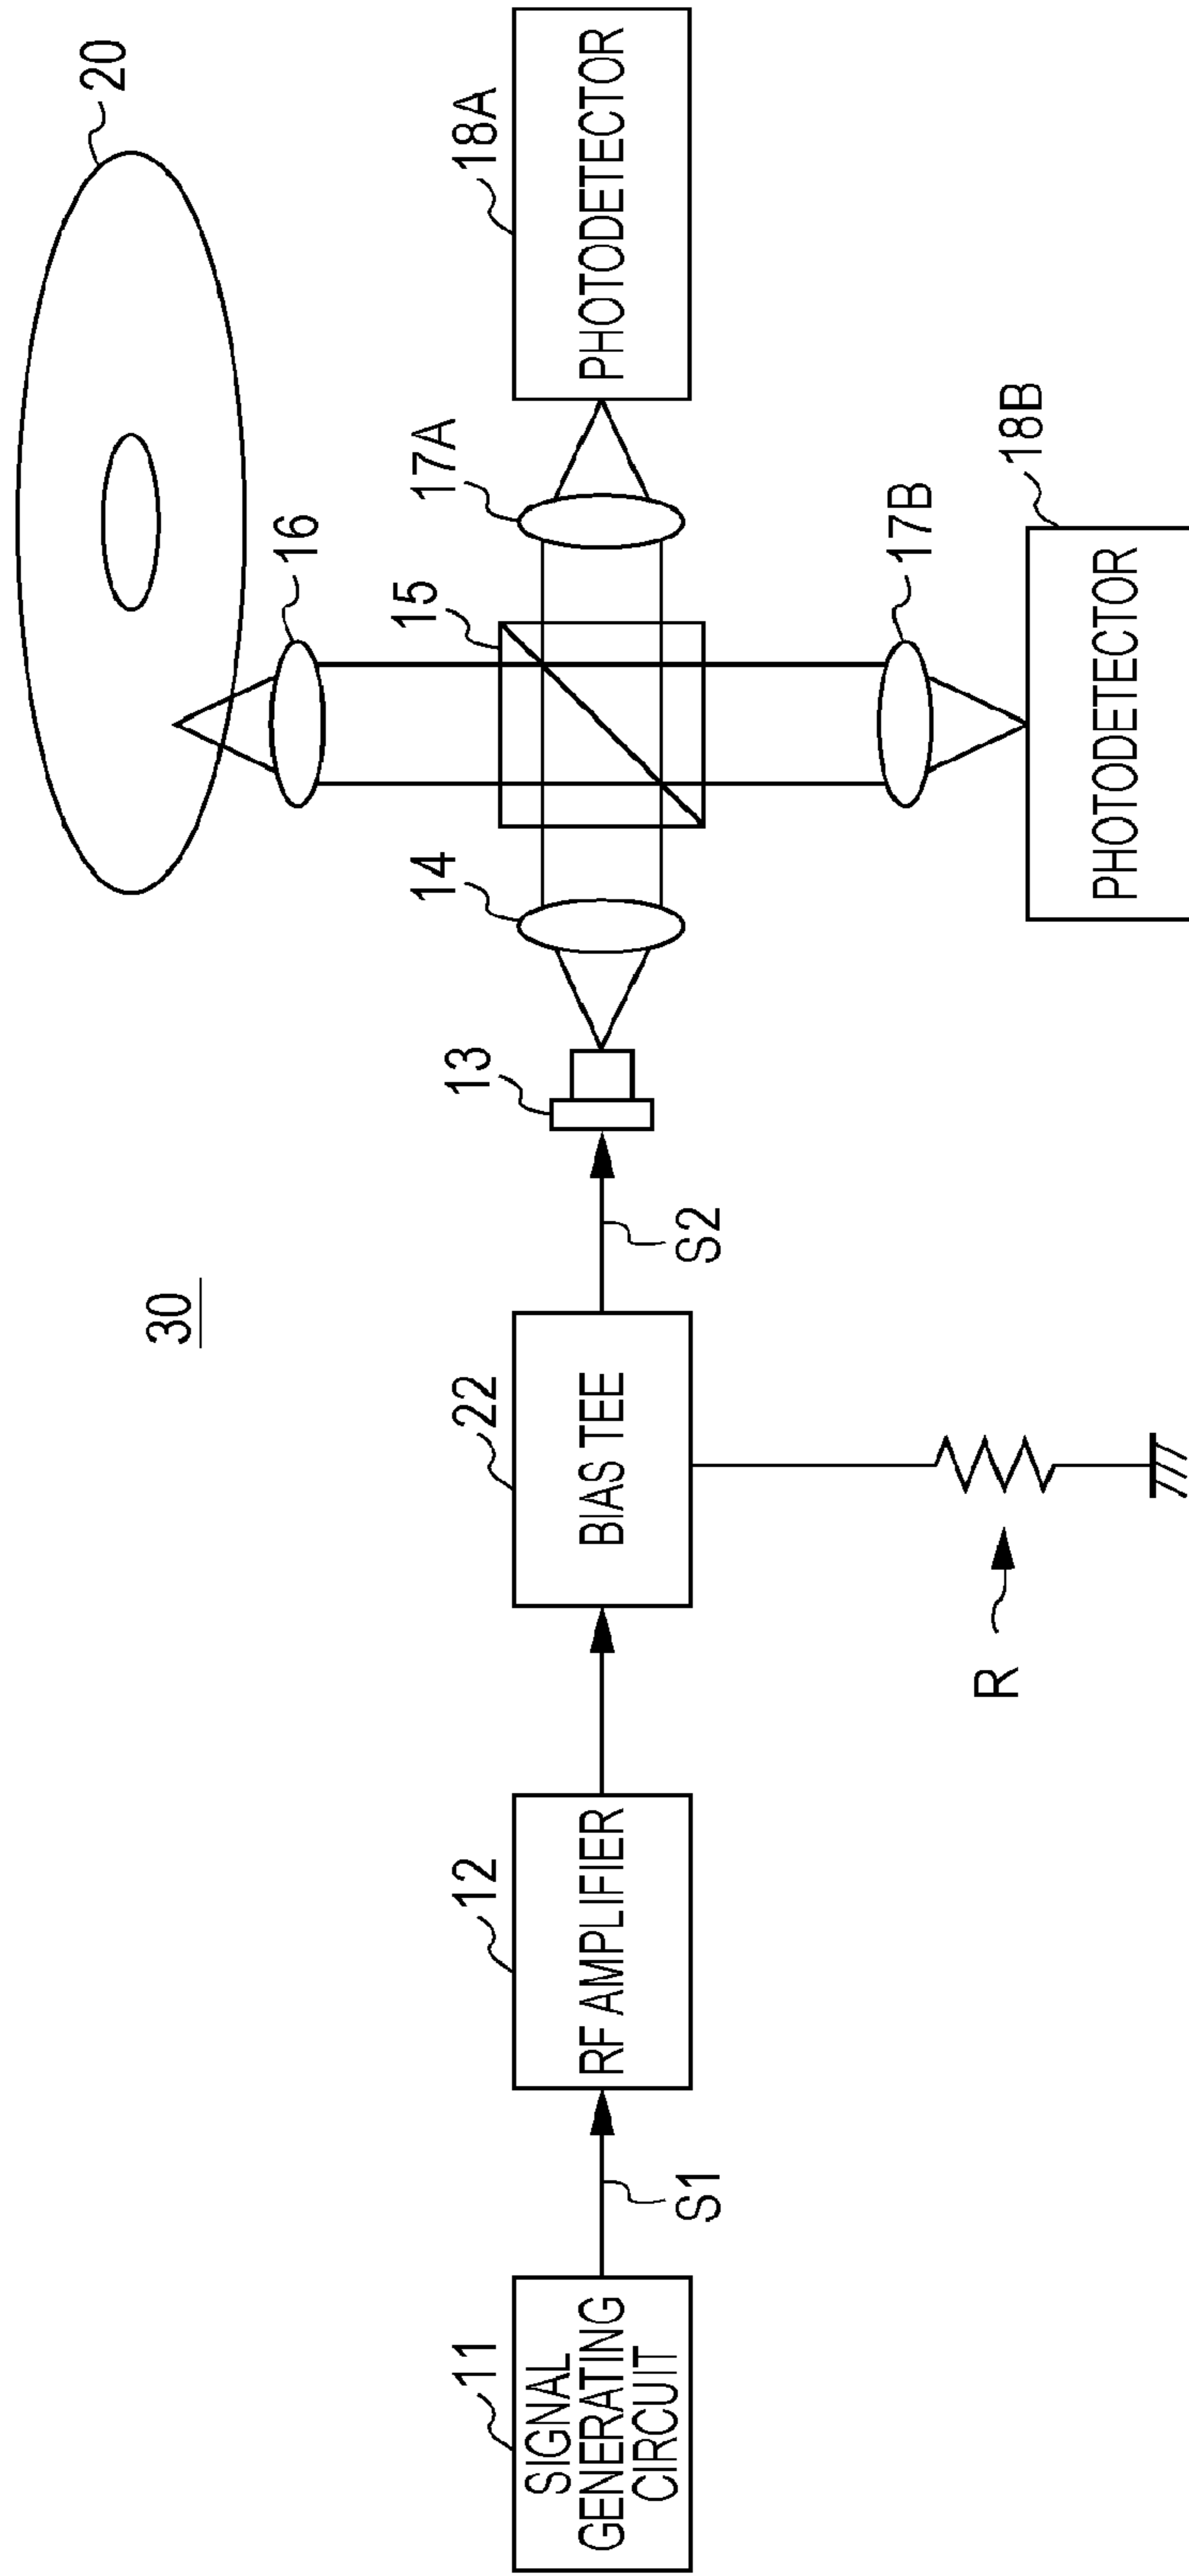 30
20
16
15
14
13
22
12
11
17A
18A
17B
18B
SIGNAL
GENERATING
CIRCUIT
S1
RF AMPLIFIER
BIAS TEE
S2
R
PHOTODETECTOR
PHOTODETECTOR